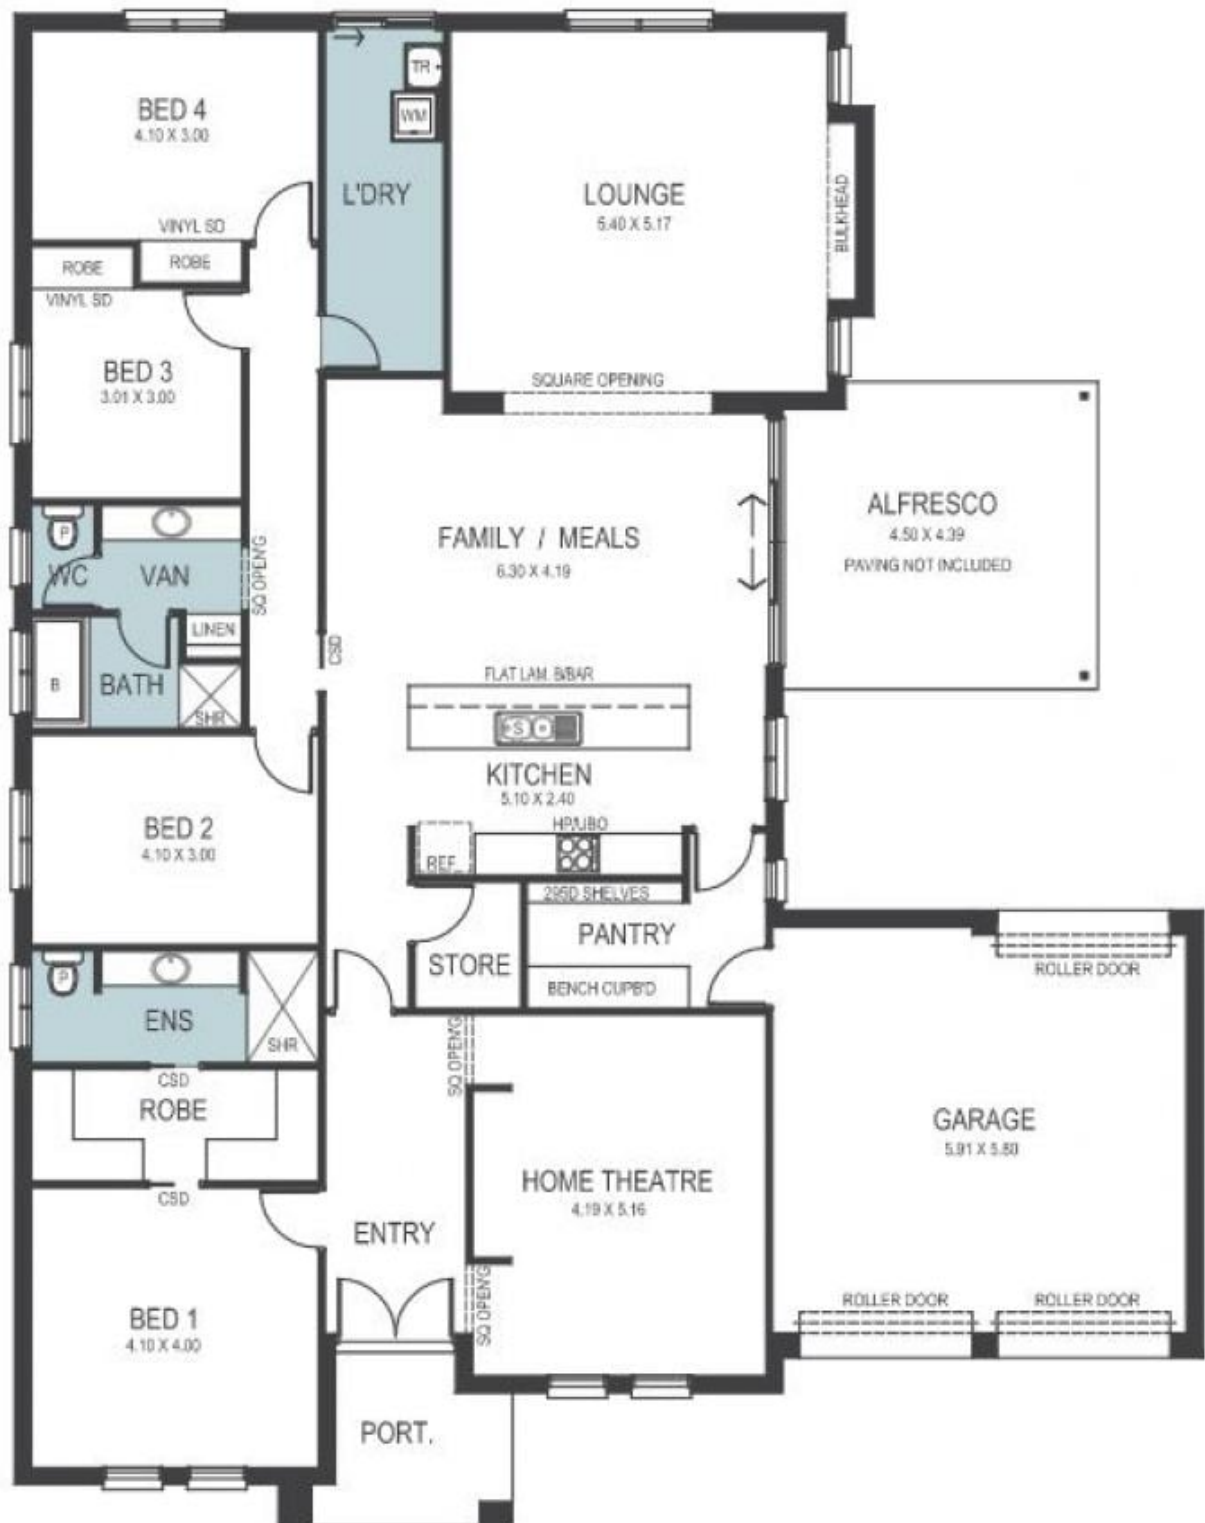 BED 4
4.10 X 3.00
VINYL SD
ROBE
ROBE
VINYL SD
BED 3
3.01 X 3.00
TR
WM
L'DRY
LOUNGE
5.40 X 5.17
BULKHEAD
SQUARE OPENING
P
WC
VAN
SQ OPEN'G
LINEN
B
BATH
SHR
CSD
FAMILY / MEALS
6.30 X 4.19
ALFRESCO
4.50 X 4.39
PAVING NOT INCLUDED
FLAT LAM. B/BAR
S
KITCHEN
5.10 X 2.40
HP/UBO
REF
BED 2
4.10 X 3.00
295D SHELVES
PANTRY
BENCH CUPB'D
STORE
P
ENS
SHR
CSD
ROBE
CSD
SQ OPEN'G
ROLLER DOOR
GARAGE
5.91 X 5.80
ROLLER DOOR
ROLLER DOOR
HOME THEATRE
4.19 X 5.16
ENTRY
SQ OPEN'G
BED 1
4.10 X 4.00
PORT.